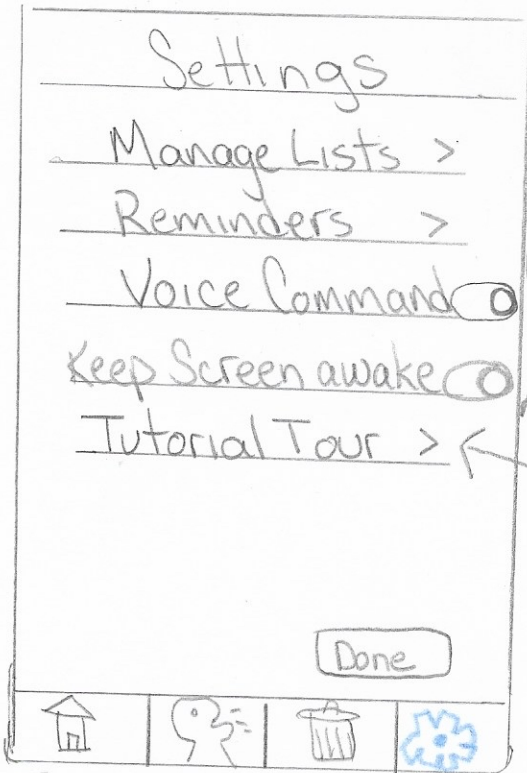 Settings
Manage Lists >
Reminders >
Voice Command
Keep Screen awake
Tutorial Tour >
Done